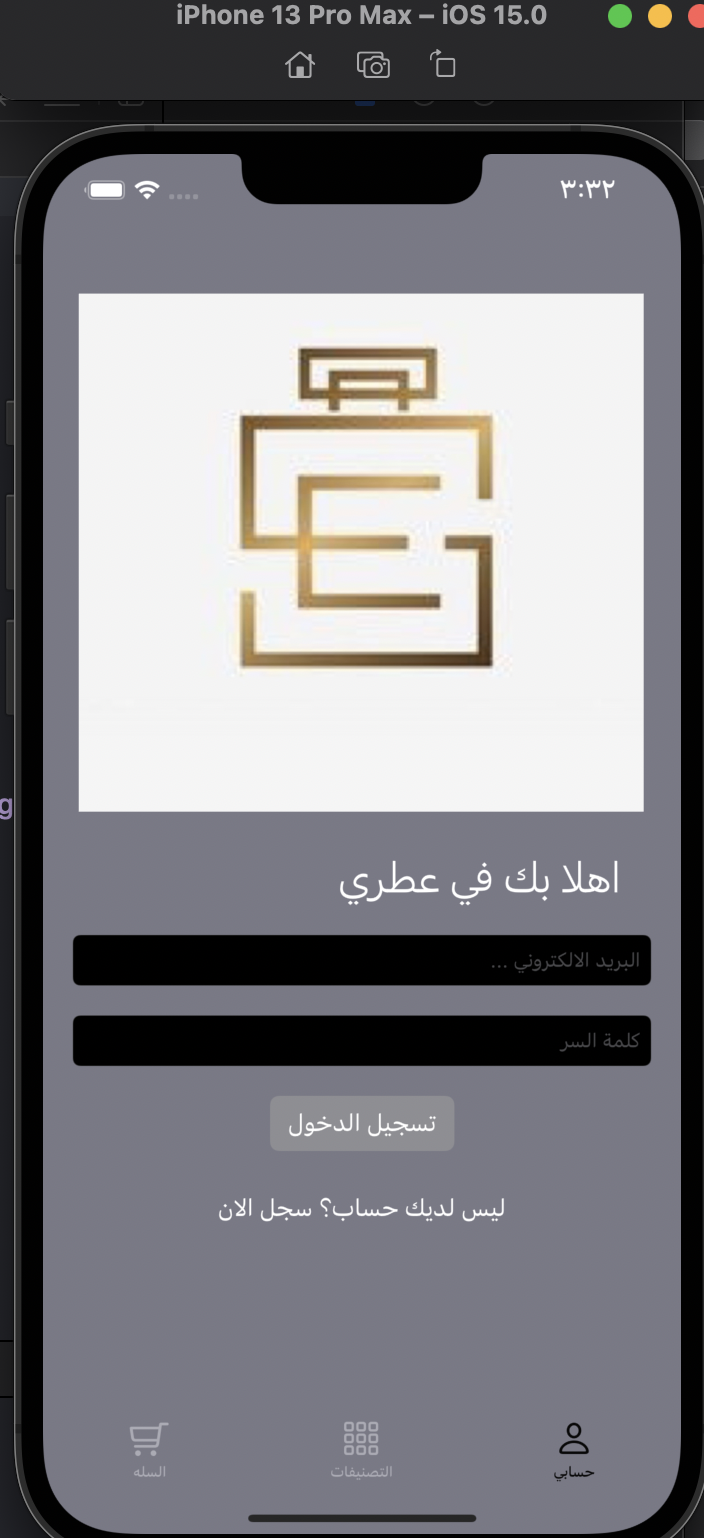 iPhone 13 Pro Max – iOS 15.0
٣:٣٢
اهلا بك في عطري
البريد الالكتروني ...
كلمة السر
تسجيل الدخول
ليس لديك حساب؟ سجل الان
حسابي
التصنيفات
السله